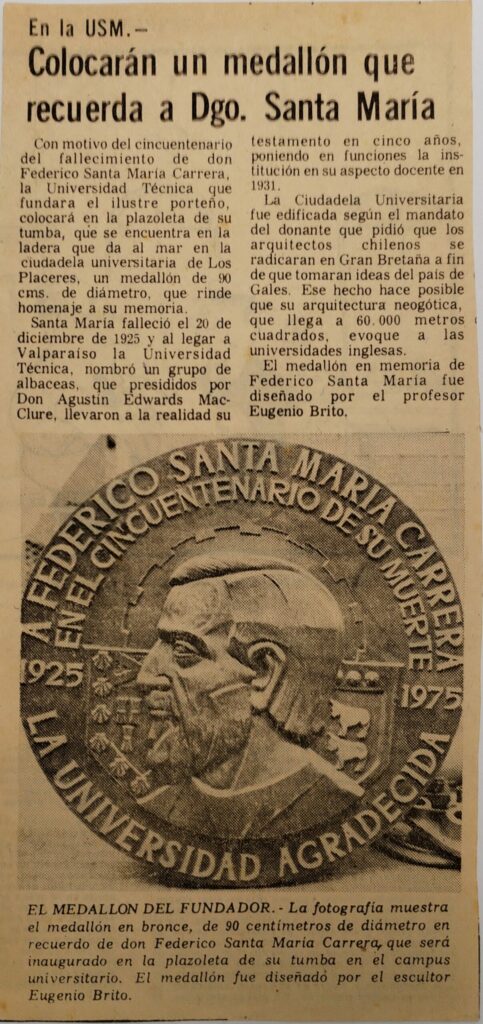 En la USM.—
Colocarán un medallón que
recuerda a Dgo. Santa María
Con motivo del cincuentenario
del fallecimiento de don
Federico Santa María Carrera,
la Universidad Técnica que
fundara el ilustre porteño,
colocará en la plazoleta de su
tumba, que se encuentra en la
ladera que da al mar en la
ciudadela universitaria de Los
Placeres, un medallón de 90
cms. de diámetro, que rinde
homenaje a su memoria.
Santa María falleció el 20 de
diciembre de 1925 y al legar a
Valparaíso la Universidad
Técnica, nombró un grupo de
albaceas, que presididos por
Don Agustín Edwards Mac-
Clure, llevaron a la realidad su
testamento en cinco años,
poniendo en funciones la ins-
titución en su aspecto docente en
1931.
La Ciudadela Universitaria
fue edificada según el mandato
del donante que pidió que los
arquitectos chilenos se
radicaran en Gran Bretaña a fin
de que tomaran ideas del país de
Gales. Ese hecho hace posible
que su arquitectura neogótica,
que llega a 60.000 metros
cuadrados, evoque a las
universidades inglesas.
El medallón en memoria de
Federico Santa María fue
diseñado por el profesor
Eugenio Brito.
A FEDERICO SANTA MARIA CARRERA
EN EL CINCUENTENARIO DE SU MUERTE
1925
1975
LA UNIVERSIDAD AGRADECIDA
EL MEDALLON DEL FUNDADOR.- La fotografía muestra
el medallón en bronce, de 90 centímetros de diámetro en
recuerdo de don Federico Santa María Carrera, que será
inaugurado en la plazoleta de su tumba en el campus
universitario. El medallón fue diseñado por el escultor
Eugenio Brito.